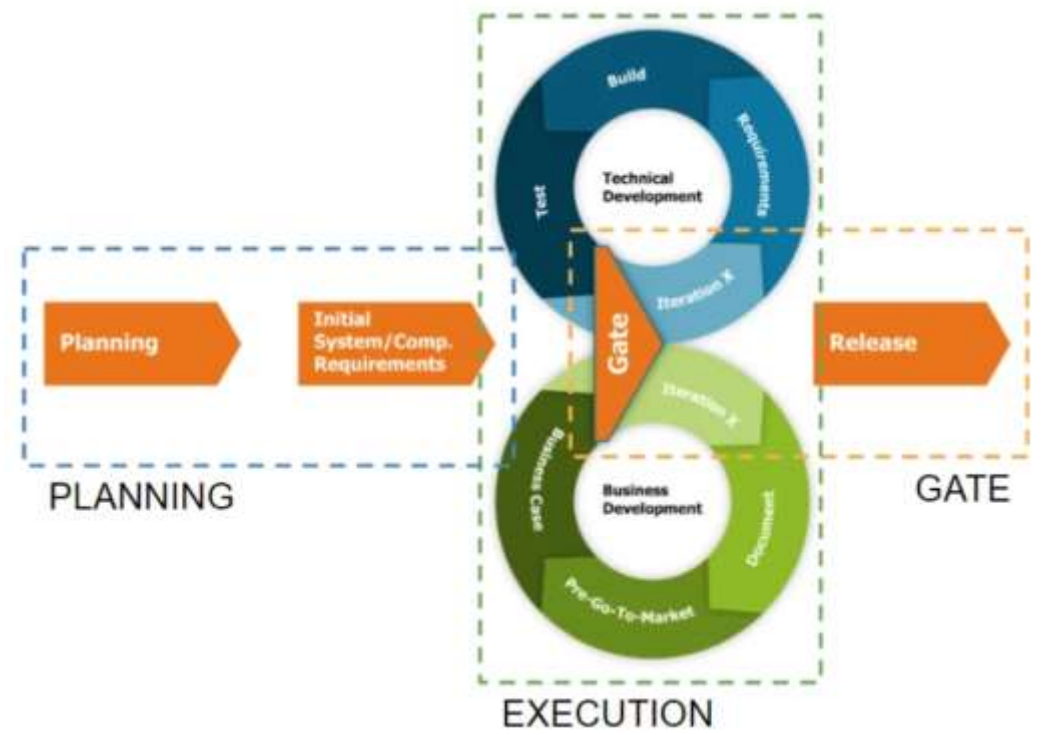 Build
Requirements
Test
Technical
Development
Iteration X
Planning
Initial
System/Comp.
Requirements
Gate
Release
Iteration X
Business Case
Business
Development
Document
Pre-Go-To-Market
PLANNING
GATE
EXECUTION